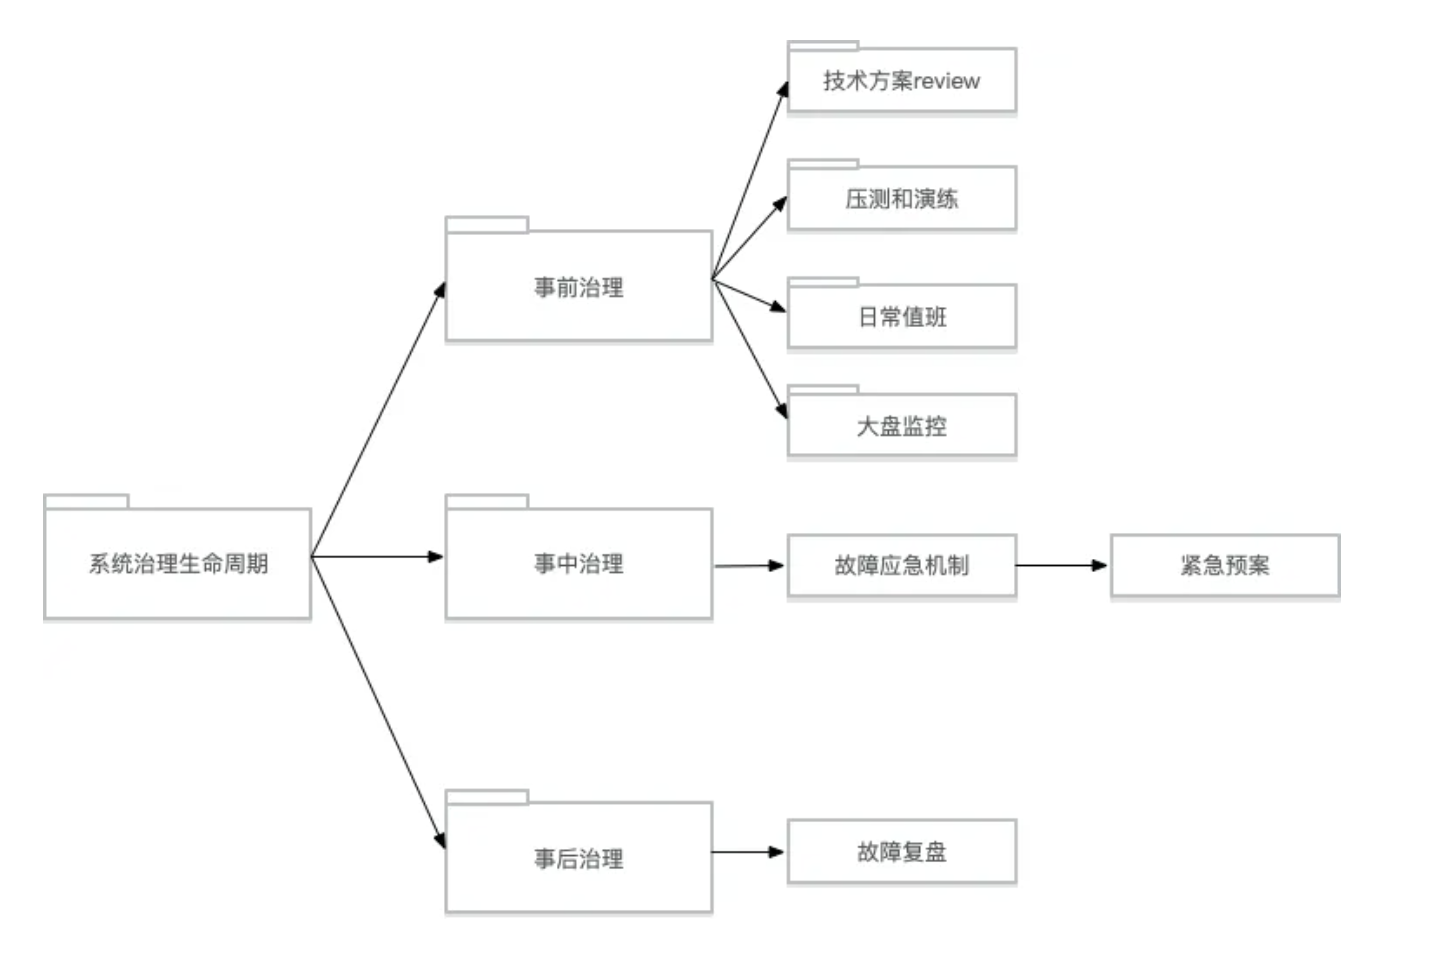 技术方案review
压测和演练
事前治理
日常值班
大盘监控
系统治理生命周期
事中治理
故障应急机制
紧急预案
事后治理
故障复盘